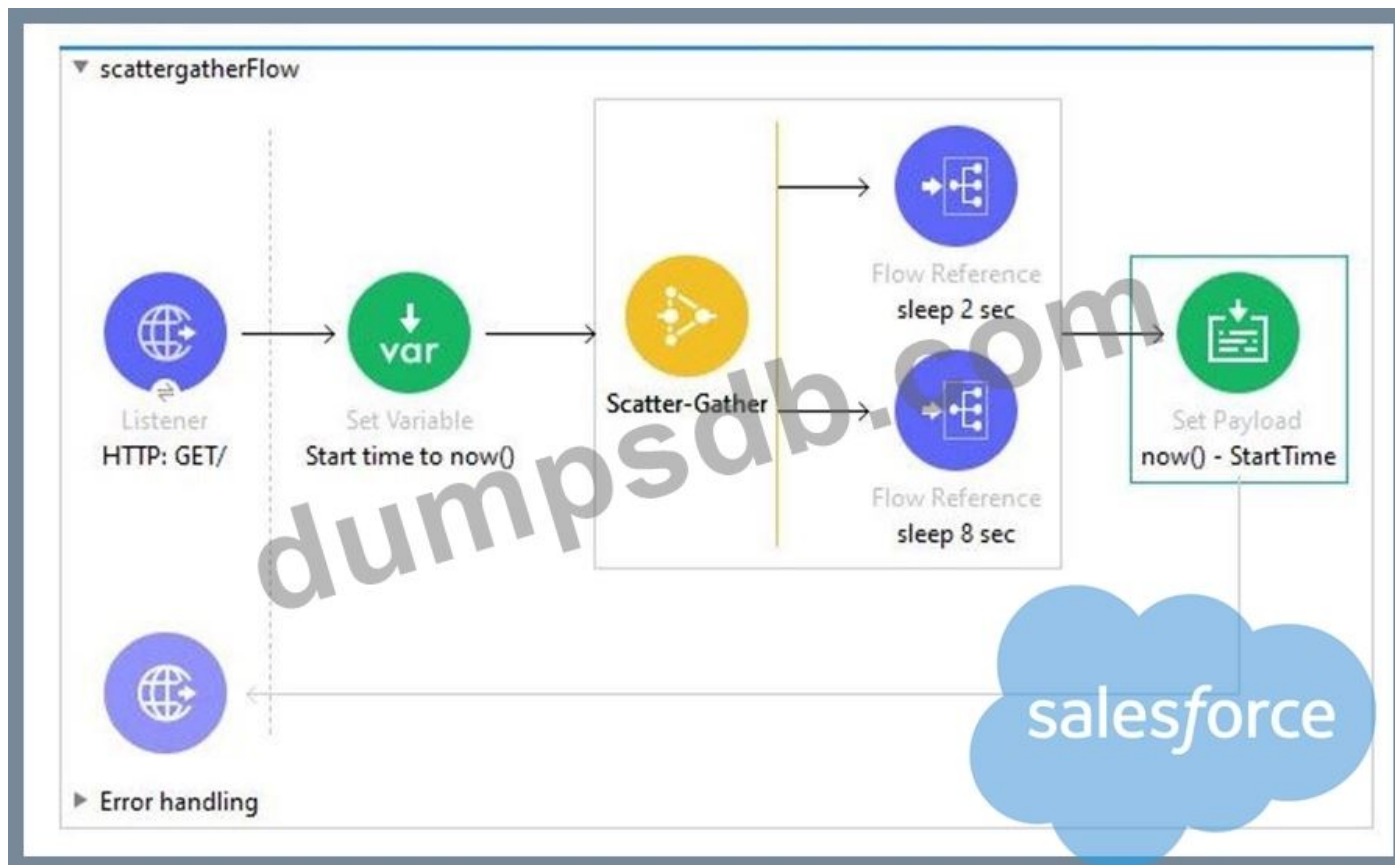 scattergatherFlow
Flow Reference
sleep 2 sec
Listener
HTTP: GET/
var
Set Variable
Start time to now()
Scatter-Gather
Flow Reference
sleep 8 sec
Set Payload
now() - StartTime
dumpsdb.com
salesforce
Error handling